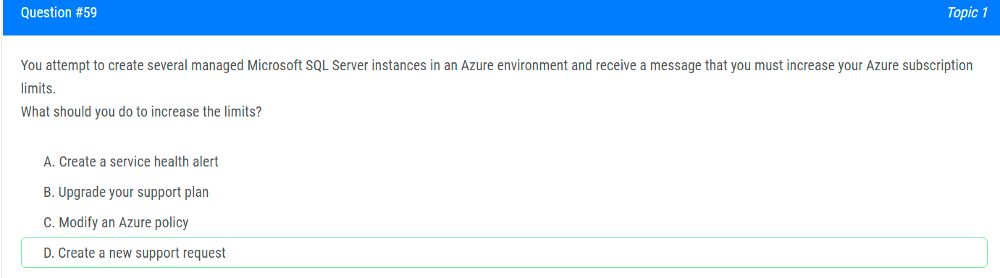 Question #59
Topic 1
You attempt to create several managed Microsoft SQL Server instances in an Azure environment and receive a message that you must increase your Azure subscription
limits.
What should you do to increase the limits?
A. Create a service health alert
B. Upgrade your support plan
C. Modify an Azure policy
D. Create a new support request